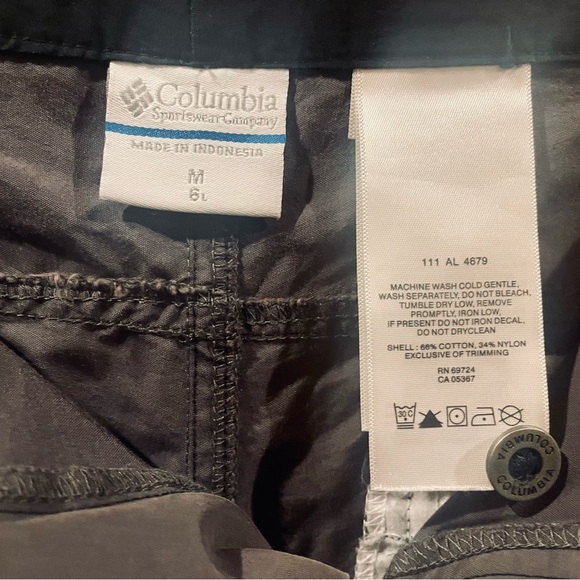 Columbia
Sportswear Company
MADE IN INDONESIA
M
6L
111 AL 4679
MACHINE WASH COLD GENTLE,
WASH SEPARATELY, DO NOT BLEACH,
TUMBLE DRY LOW, REMOVE
PROMPTLY, IRON LOW,
IF PRESENT DO NOT IRON DECAL,
DO NOT DRYCLEAN
SHELL : 66% COTTON, 34% NYLON
EXCLUSIVE OF TRIMMING
RN 69724
CA 05367
30C
COLUMBIA
COLUMBIA